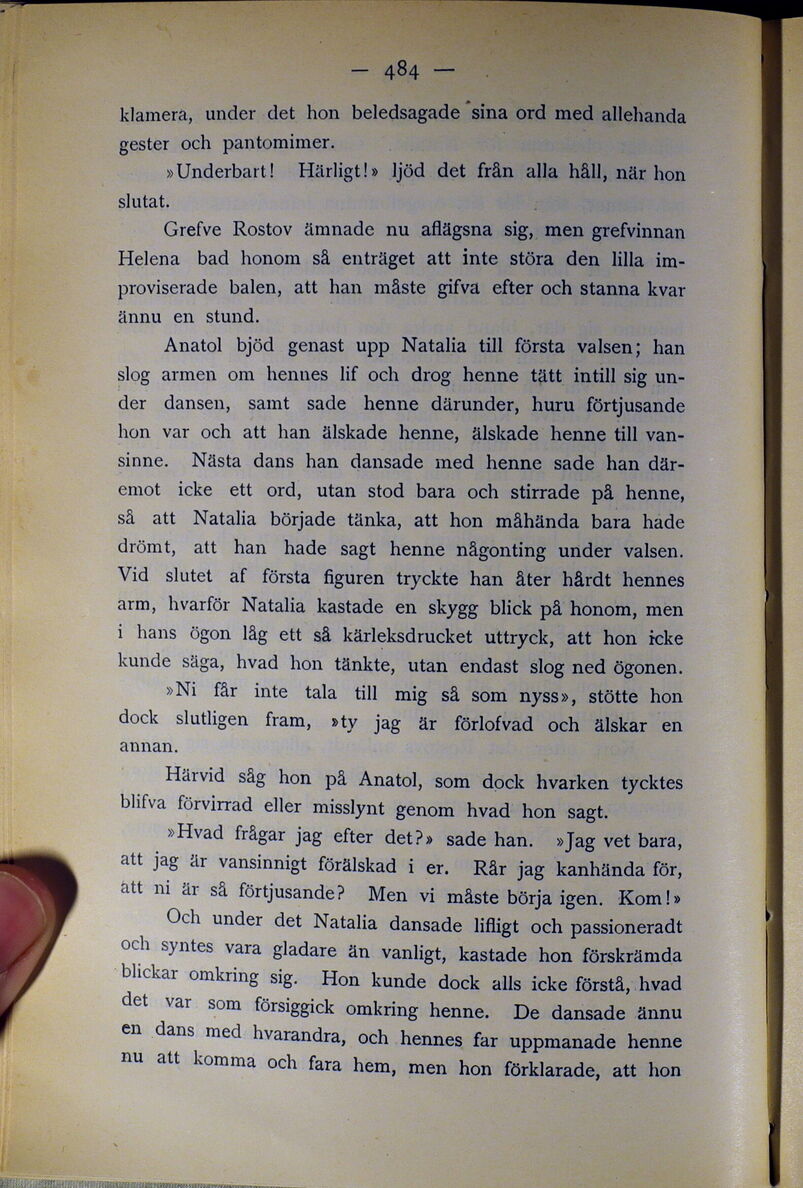 — 484 —
klamera, under det hon beledsagade sina ord med allehanda
gester och pantomimer.
»Underbart! Härligt!» ljöd det från alla håll, när hon
slutat.
Grefve Rostov ämnade nu aflägsna sig, men grefvinnan
Helena bad honom så enträget att inte störa den lilla im-
proviserade balen, att han måste gifva efter och stanna kvar
ännu en stund.
Anatol bjöd genast upp Natalia till första valsen; han
slog armen om hennes lif och drog henne tätt intill sig un-
der dansen, samt sade henne därunder, huru förtjusande
hon var och att han älskade henne, älskade henne till van-
sinne. Nästa dans han dansade med henne sade han där-
emot icke ett ord, utan stod bara och stirrade på henne,
så att Natalia började tänka, att hon måhända bara hade
drömt, att han hade sagt henne någonting under valsen.
Vid slutet af första figuren tryckte han åter hårdt hennes
arm, hvarför Natalia kastade en skygg blick på honom, men
i hans ögon låg ett så kärleksdrucket uttryck, att hon icke
kunde säga, hvad hon tänkte, utan endast slog ned ögonen.
»Ni får inte tala till mig så som nyss», stötte hon
dock slutligen fram, »ty jag är förlofvad och älskar en
annan.
Härvid såg hon på Anatol, som dock hvarken tycktes
blifva förvirrad eller misslynt genom hvad hon sagt.
»Hvad frågar jag efter det?» sade han. »Jag vet bara,
att jag är vansinnigt förälskad i er. Rår jag kanhända för,
att ni är så förtjusande? Men vi måste börja igen. Kom!»
Och under det Natalia dansade lifligt och passioneradt
och syntes vara gladare än vanligt, kastade hon förskrämda
blickar omkring sig. Hon kunde dock alls icke förstå, hvad
det var som försiggick omkring henne. De dansade ännu
en dans med hvarandra, och hennes far uppmanade henne
nu att komma och fara hem, men hon förklarade, att hon